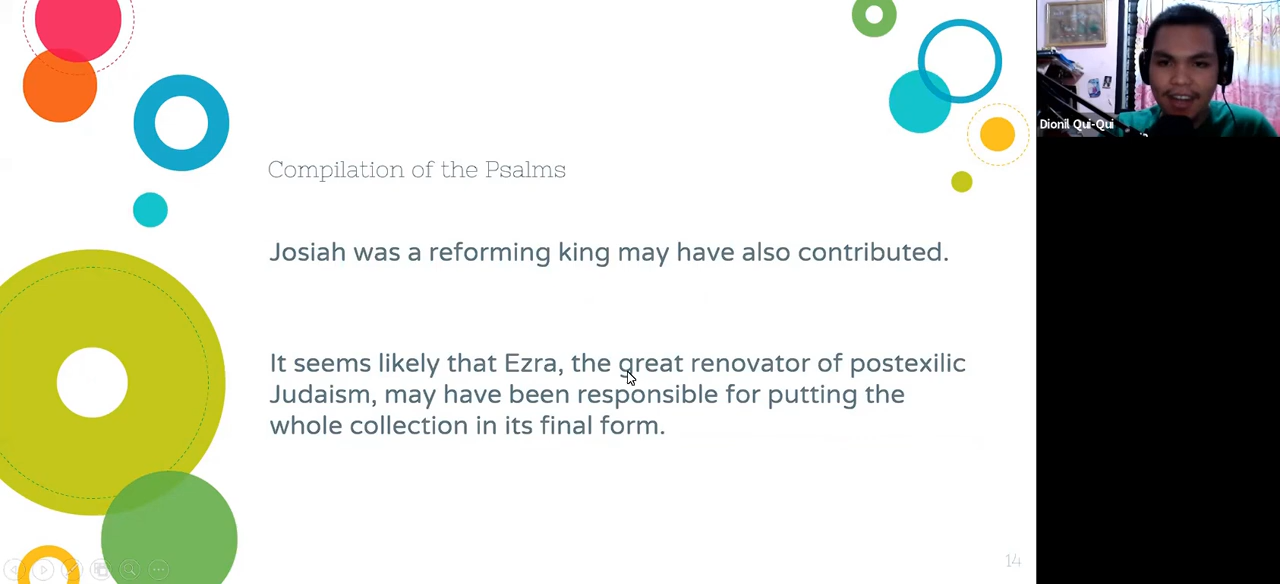 Compilation of the Psalms
Josiah was a reforming king may have also contributed.
It seems likely that Ezra, the great renovator of postexilic
Judaism, may have been responsible for putting the
whole collection in its final form.
14
Dionil Qui-Qui